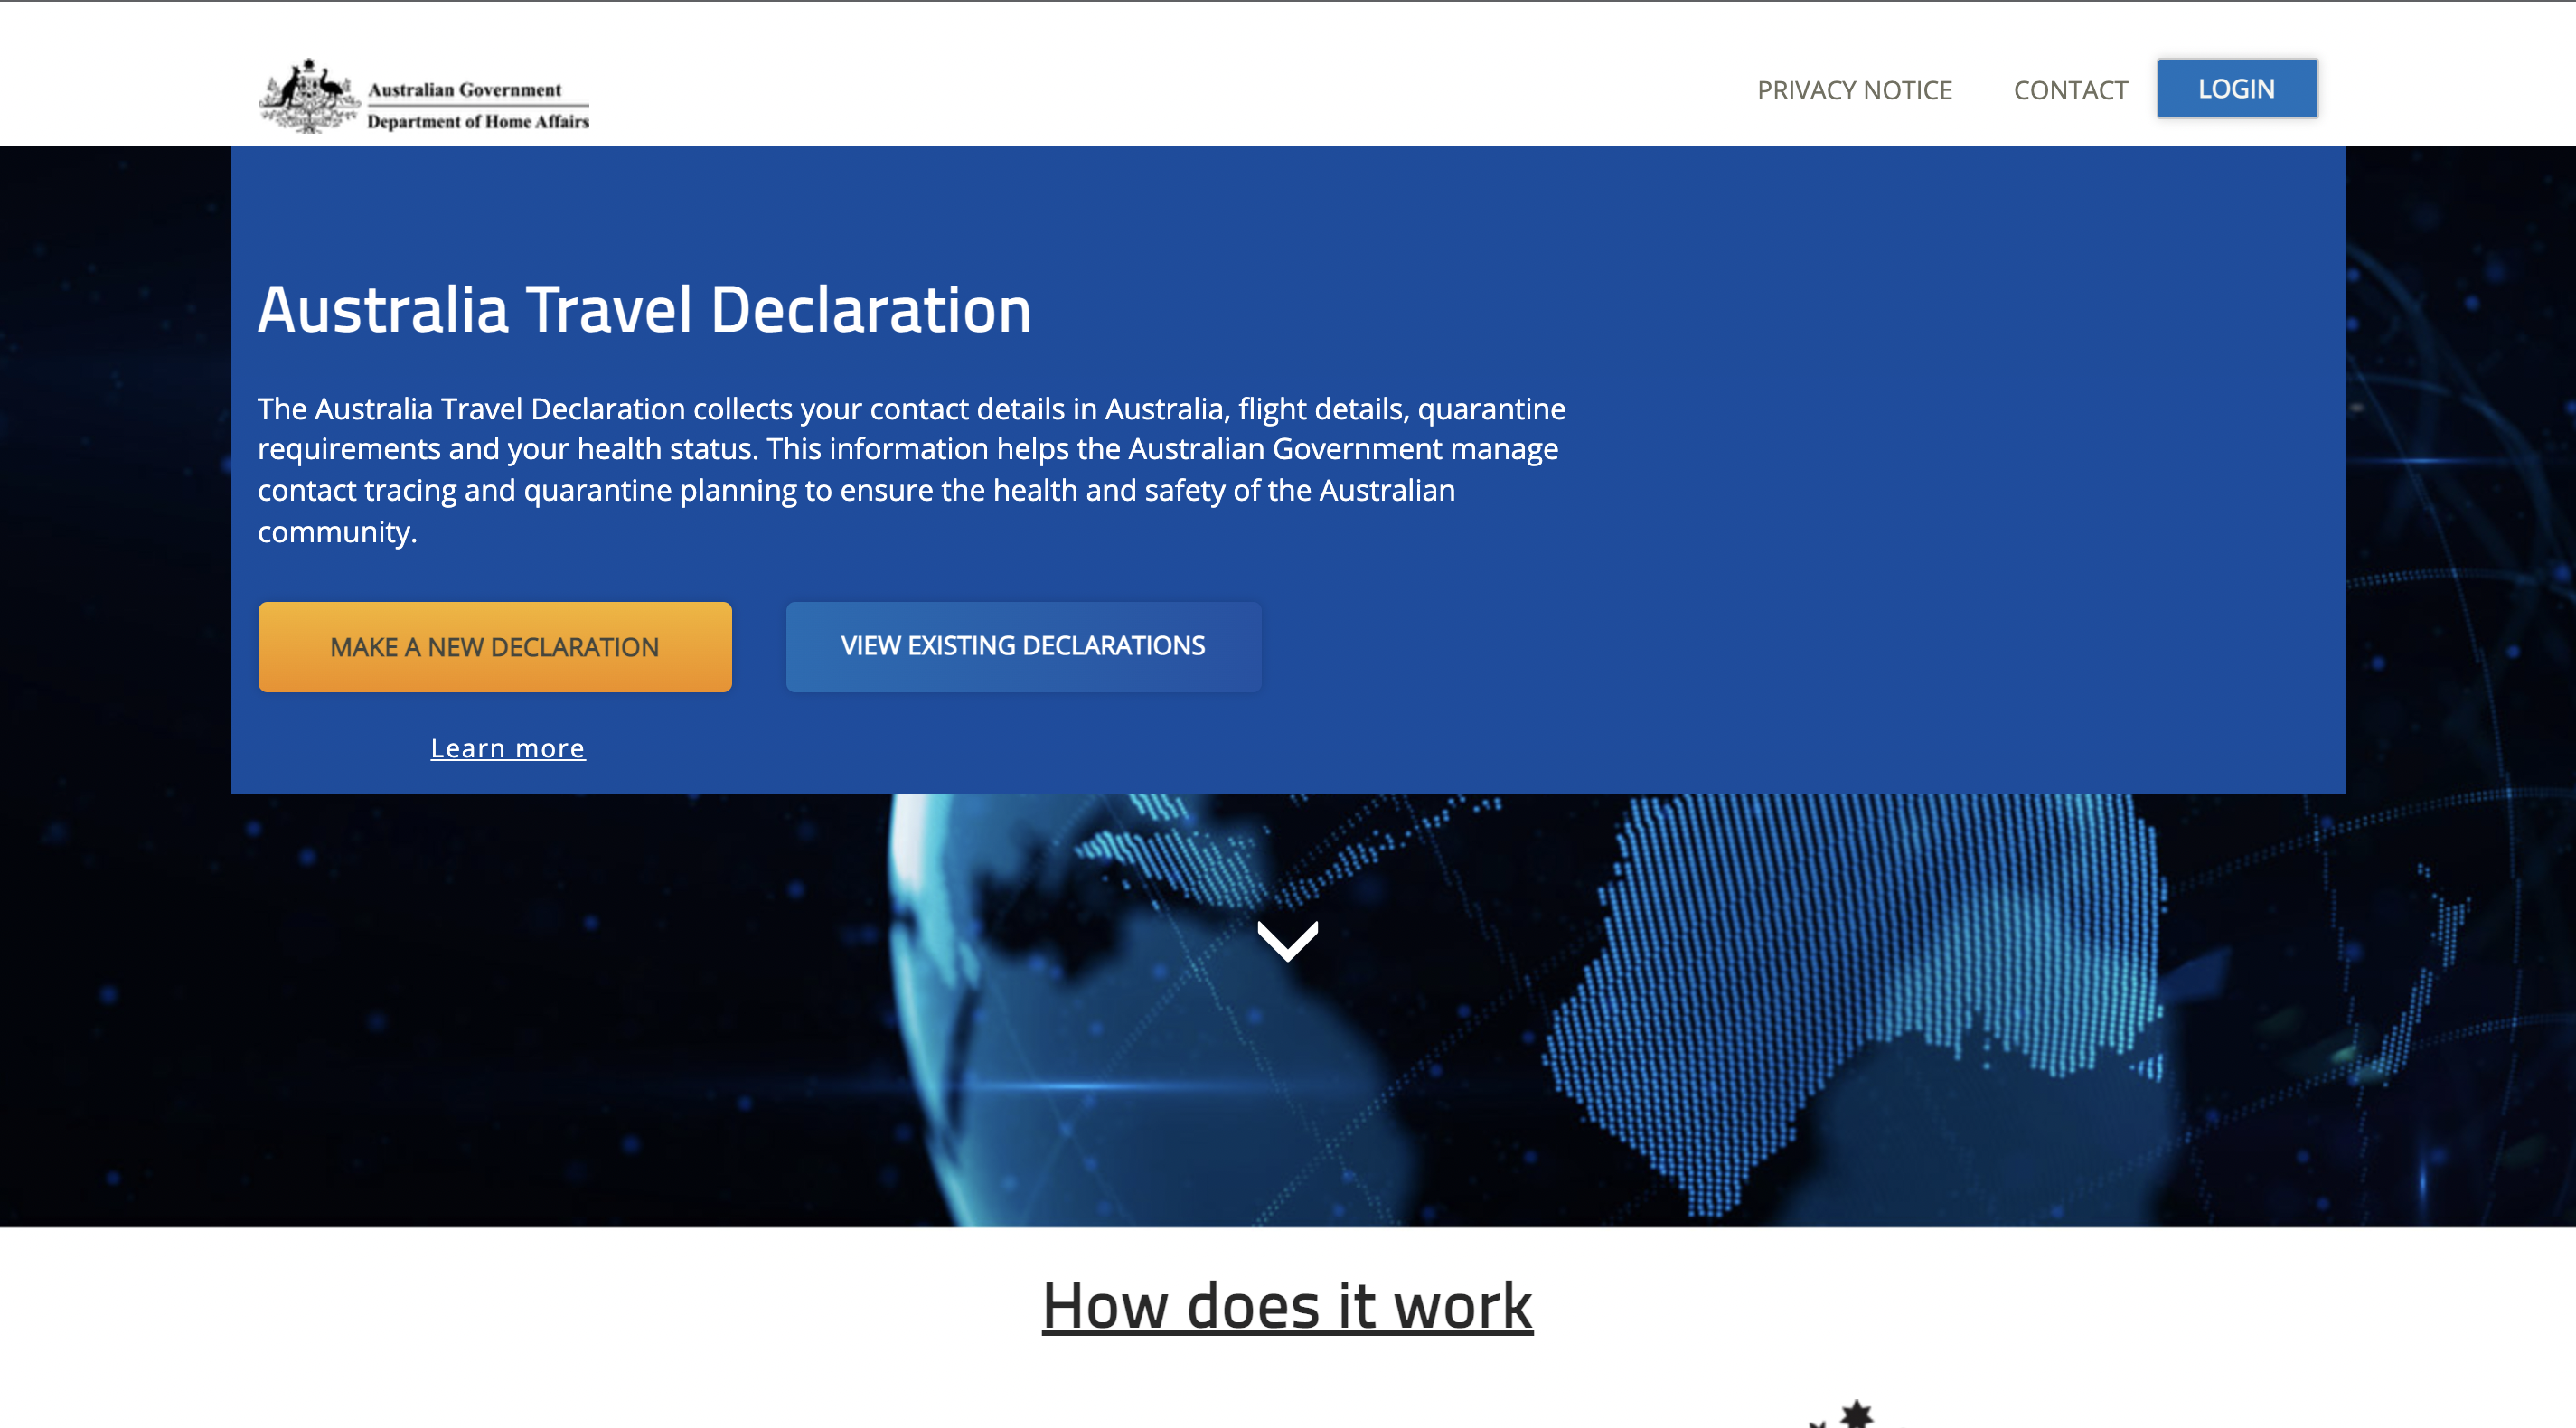 Australian Government
Department of Home Affairs
PRIVACY NOTICE
CONTACT
LOGIN
Australia Travel Declaration
The Australia Travel Declaration collects your contact details in Australia, flight details, quarantine
requirements and your health status. This information helps the Australian Government manage
contact tracing and quarantine planning to ensure the health and safety of the Australian
community.
MAKE A NEW DECLARATION
VIEW EXISTING DECLARATIONS
Learn more
How does it work